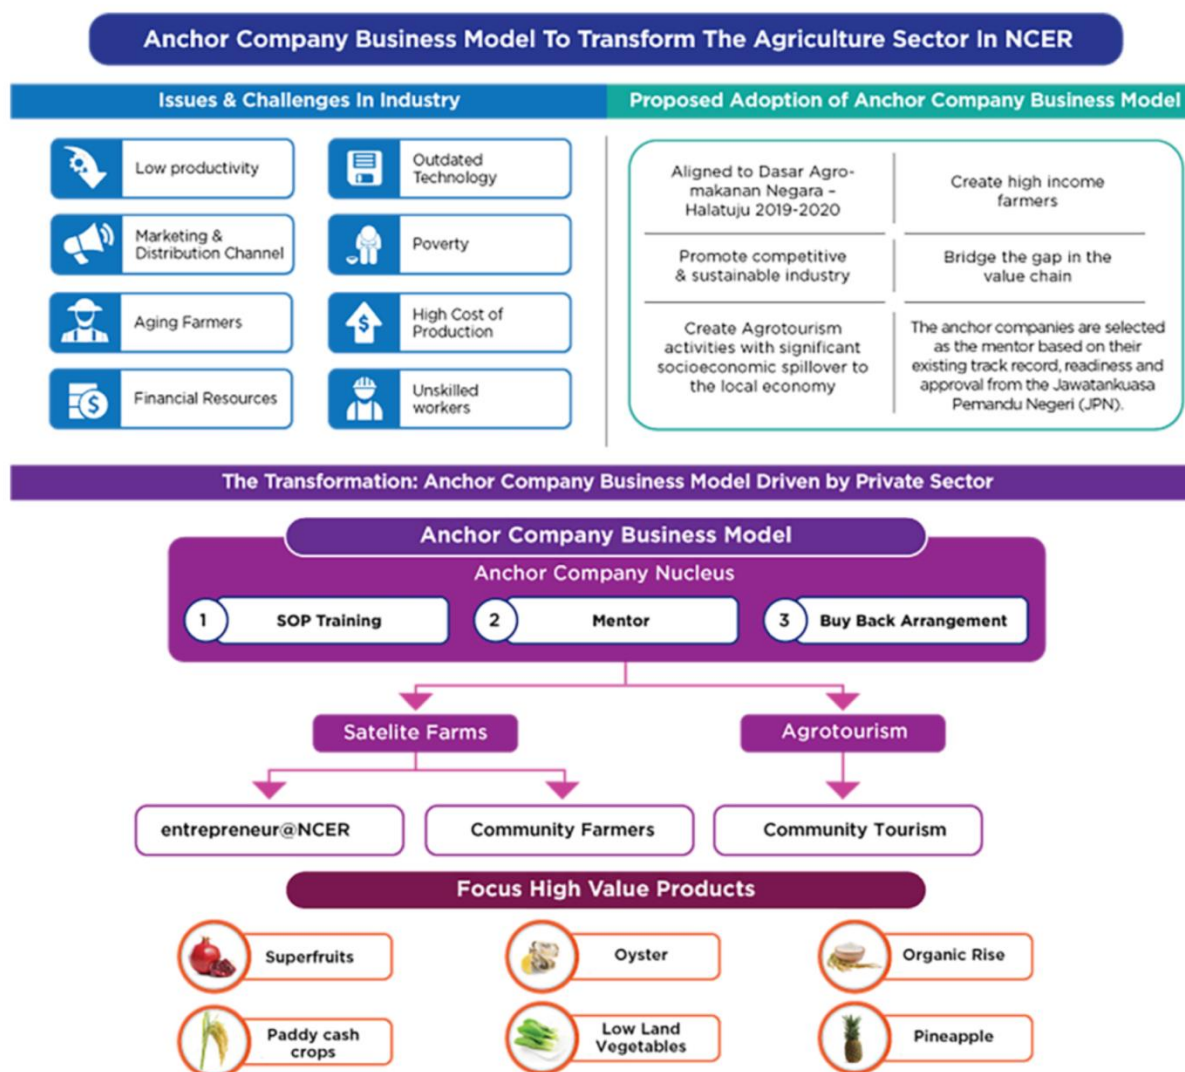 Anchor Company Business Model To Transform The Agriculture Sector In NCER
Issues & Challenges In Industry
Low productivity
Outdated
Technology
Marketing &
Distribution Channel
Poverty
Aging Farmers
High Cost of
Production
Financial Resources
Unskilled
workers
Proposed Adoption of Anchor Company Business Model
Aligned to Dasar Agro-
makanan Negara –
Halatuju 2019-2020
Create high income
farmers
Promote competitive
& sustainable industry
Bridge the gap in the
value chain
Create Agrotourism
activities with significant
socioeconomic spillover to
the local economy
The anchor companies are selected
as the mentor based on their
existing track record, readiness and
approval from the Jawatankuasa
Pemandu Negeri (JPN).
The Transformation: Anchor Company Business Model Driven by Private Sector
Anchor Company Business Model
Anchor Company Nucleus
1 SOP Training
2 Mentor
3 Buy Back Arrangement
Satelite Farms
Agrotourism
entrepreneur@NCER
Community Farmers
Community Tourism
Focus High Value Products
Superfruits
Oyster
Organic Rise
Paddy cash
crops
Low Land
Vegetables
Pineapple